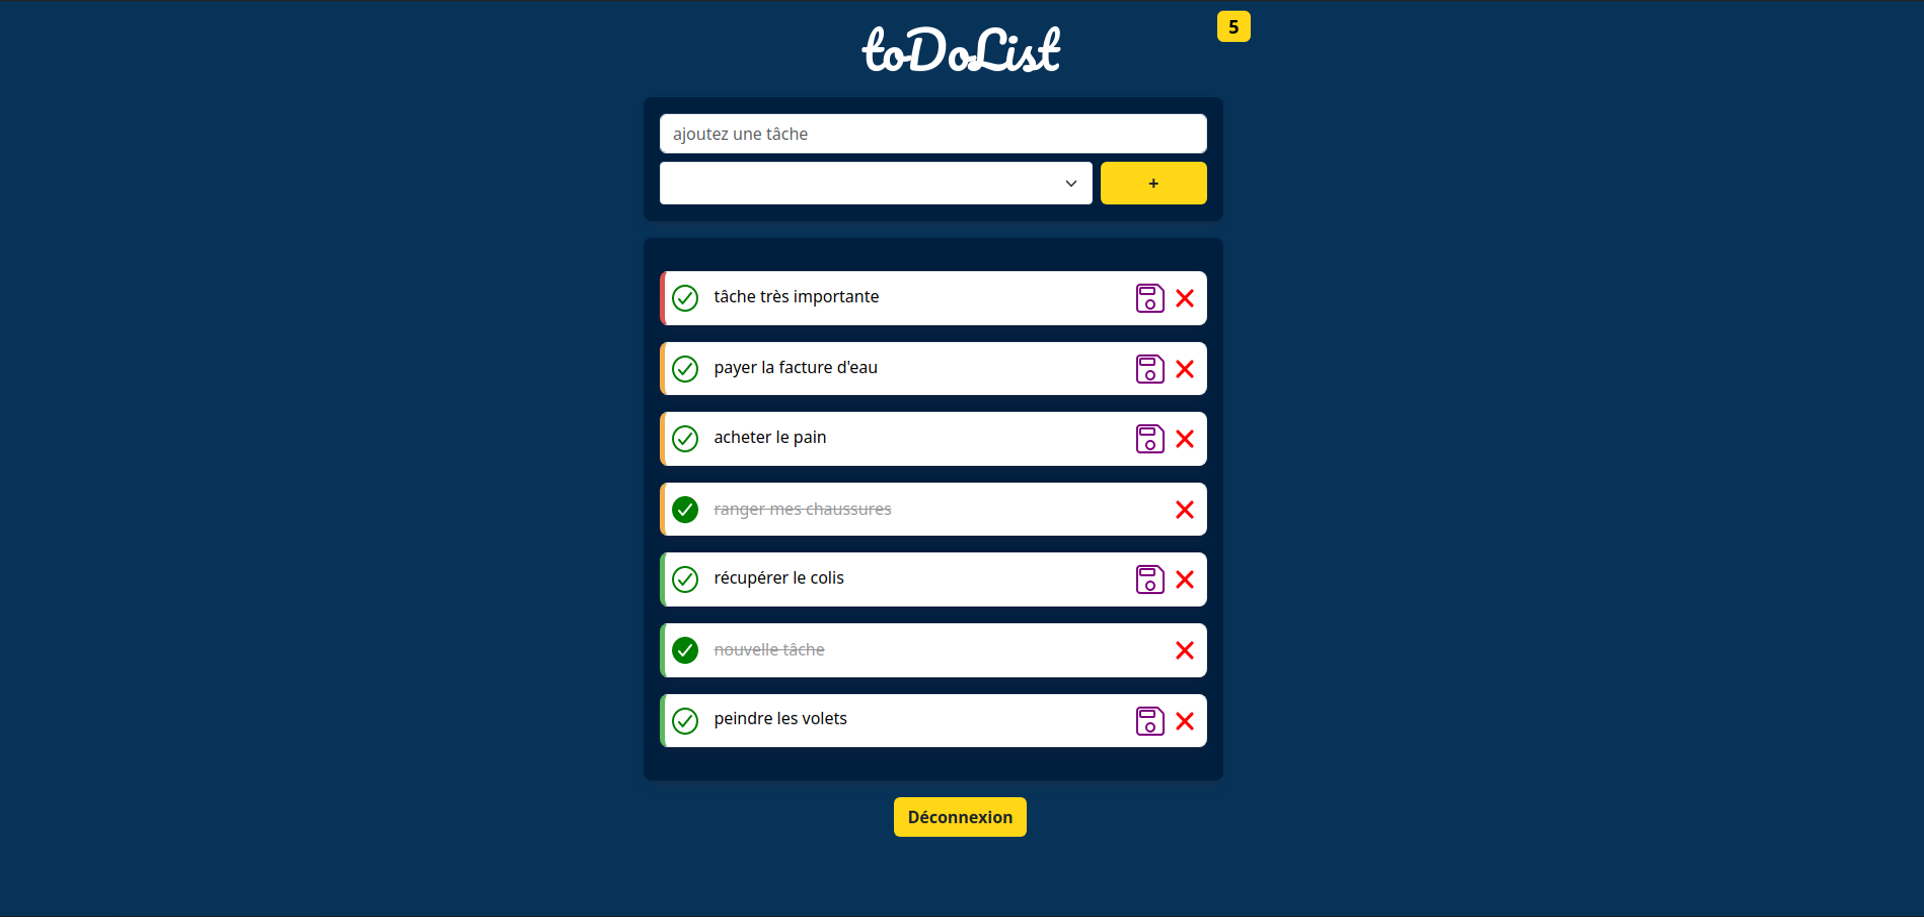 toDoList
5
ajoutez une tâche
+
tâche très importante
payer la facture d'eau
acheter le pain
ranger mes chaussures
récupérer le colis
nouvelle tâche
peindre les volets
Déconnexion